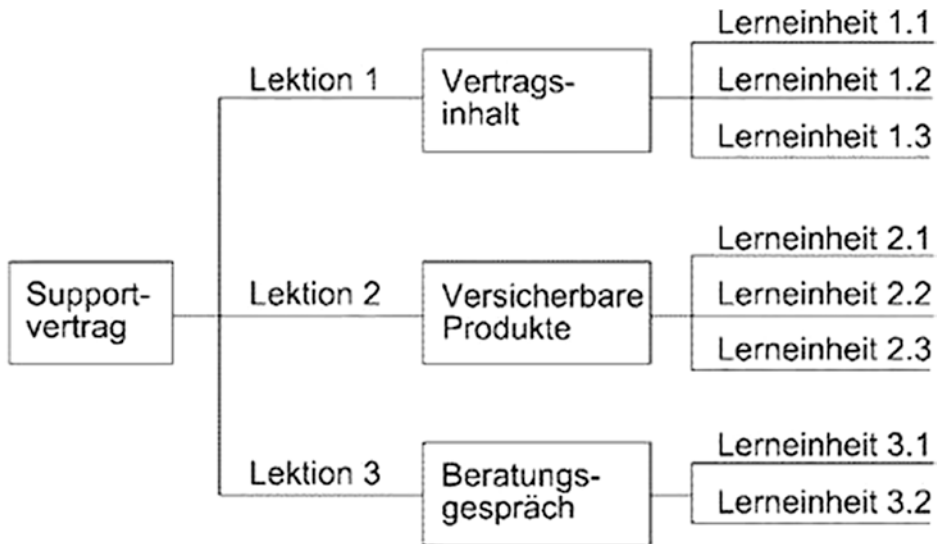 Support-
vertrag
Lektion 1
Vertrags-
inhalt
Lerneinheit 1.1
Lerneinheit 1.2
Lerneinheit 1.3
Lektion 2
Versicherbare
Produkte
Lerneinheit 2.1
Lerneinheit 2.2
Lerneinheit 2.3
Lektion 3
Beratungs-
gespräch
Lerneinheit 3.1
Lerneinheit 3.2